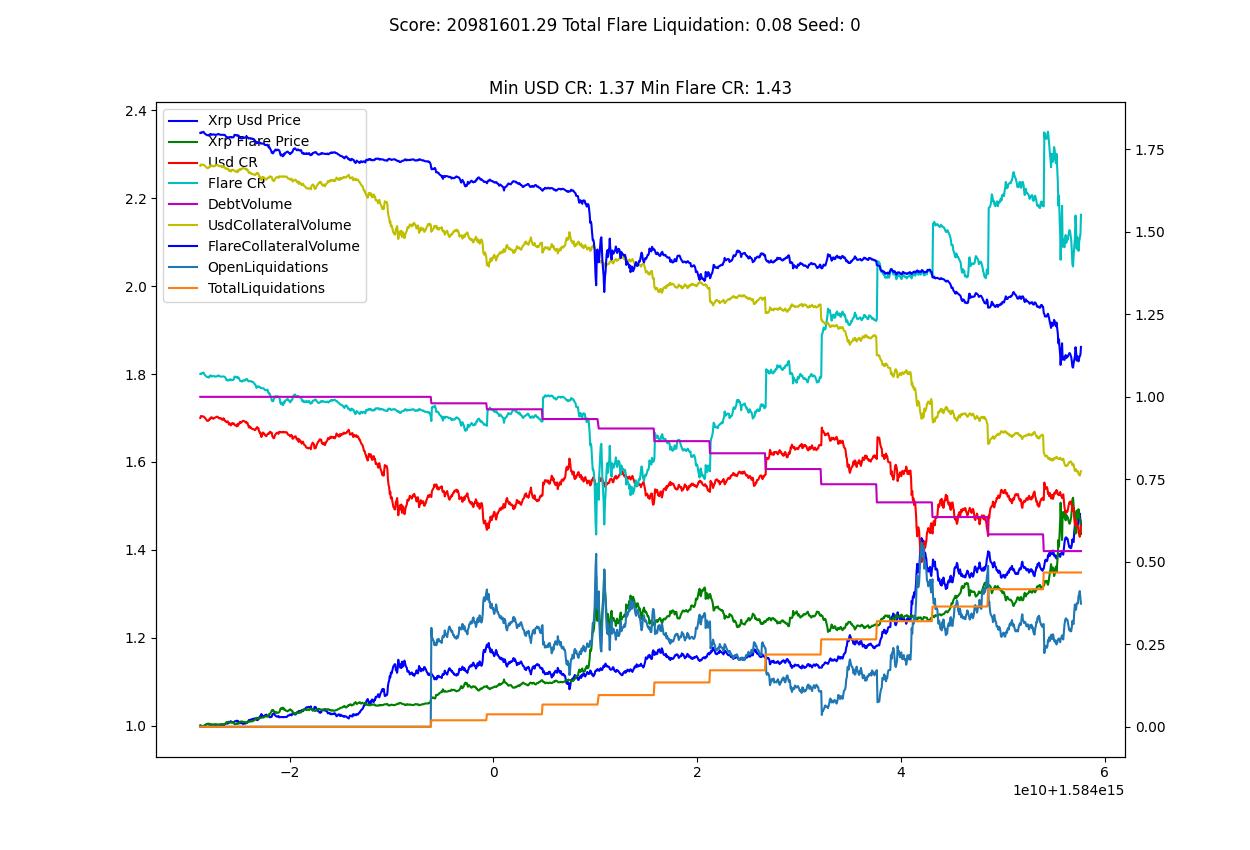 Score: 20981601.29 Total Flare Liquidation: 0.08 Seed: 0
Min USD CR: 1.37 Min Flare CR: 1.43
Xrp Usd Price
Xrp Flare Price
Usd CR
Flare CR
DebtVolume
UsdCollateralVolume
FlareCollateralVolume
OpenLiquidations
TotalLiquidations
2.4
2.2
2.0
1.8
1.6
1.4
1.2
1.0
1.75
1.50
1.25
1.00
0.75
0.50
0.25
0.00
−2 0 2 4 6
1e10+1.584e15